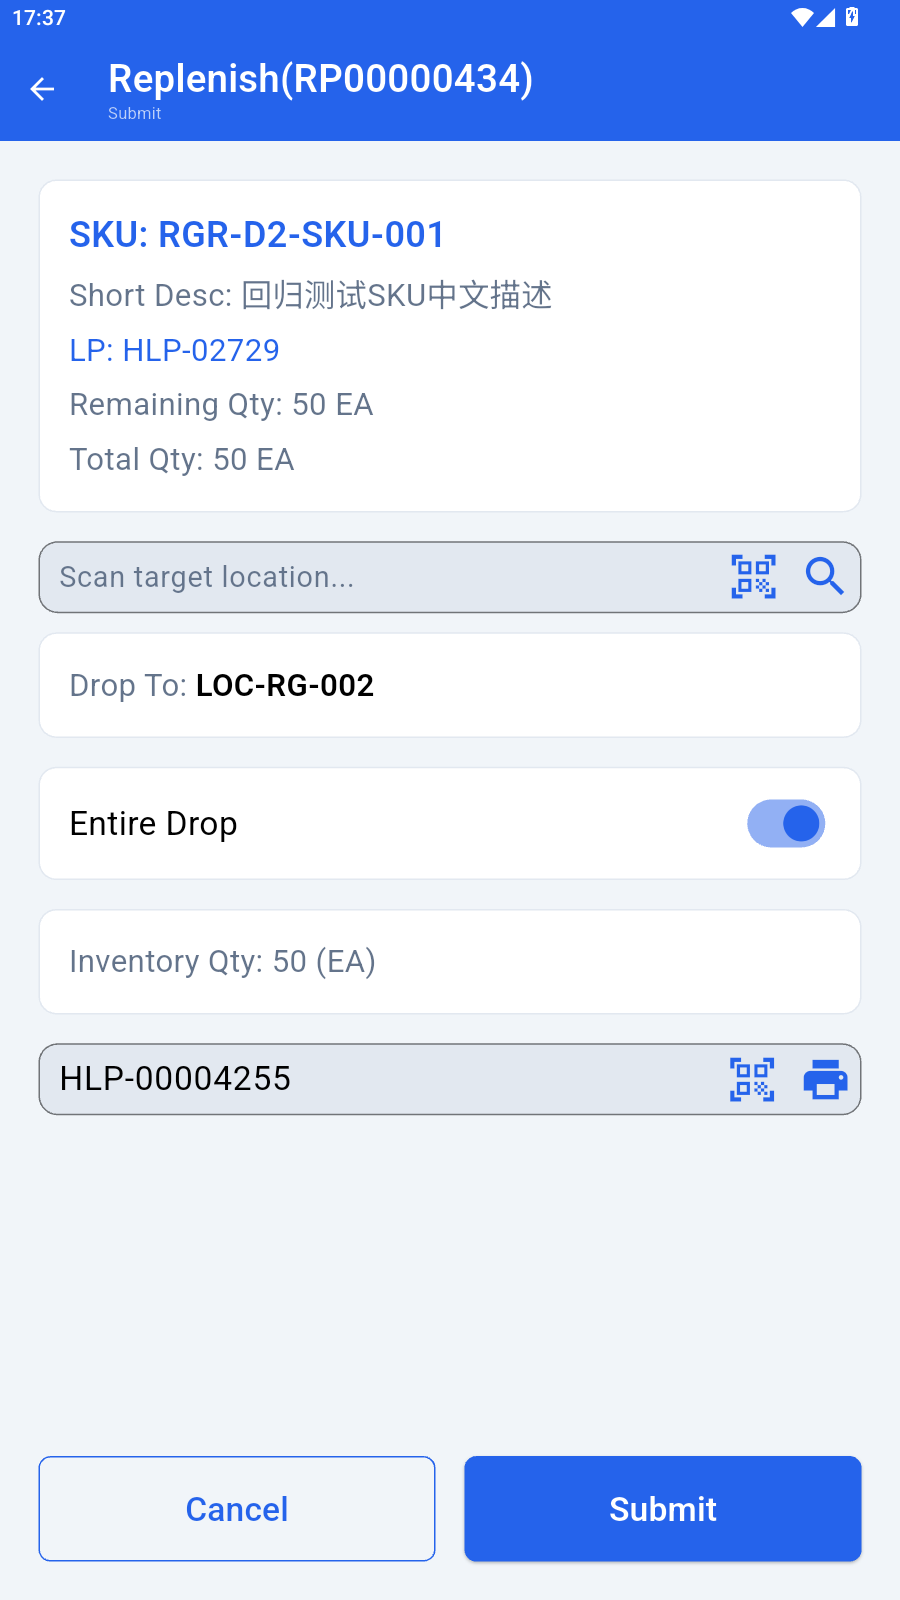 17:37
Replenish(RP00000434)
Submit
SKU: RGR-D2-SKU-001
Short Desc: 回归测试SKU中文描述
LP: HLP-02729
Remaining Qty: 50 EA
Total Qty: 50 EA
Scan target location...
Drop To: LOC-RG-002
Entire Drop
Inventory Qty: 50 (EA)
HLP-00004255
Cancel
Submit